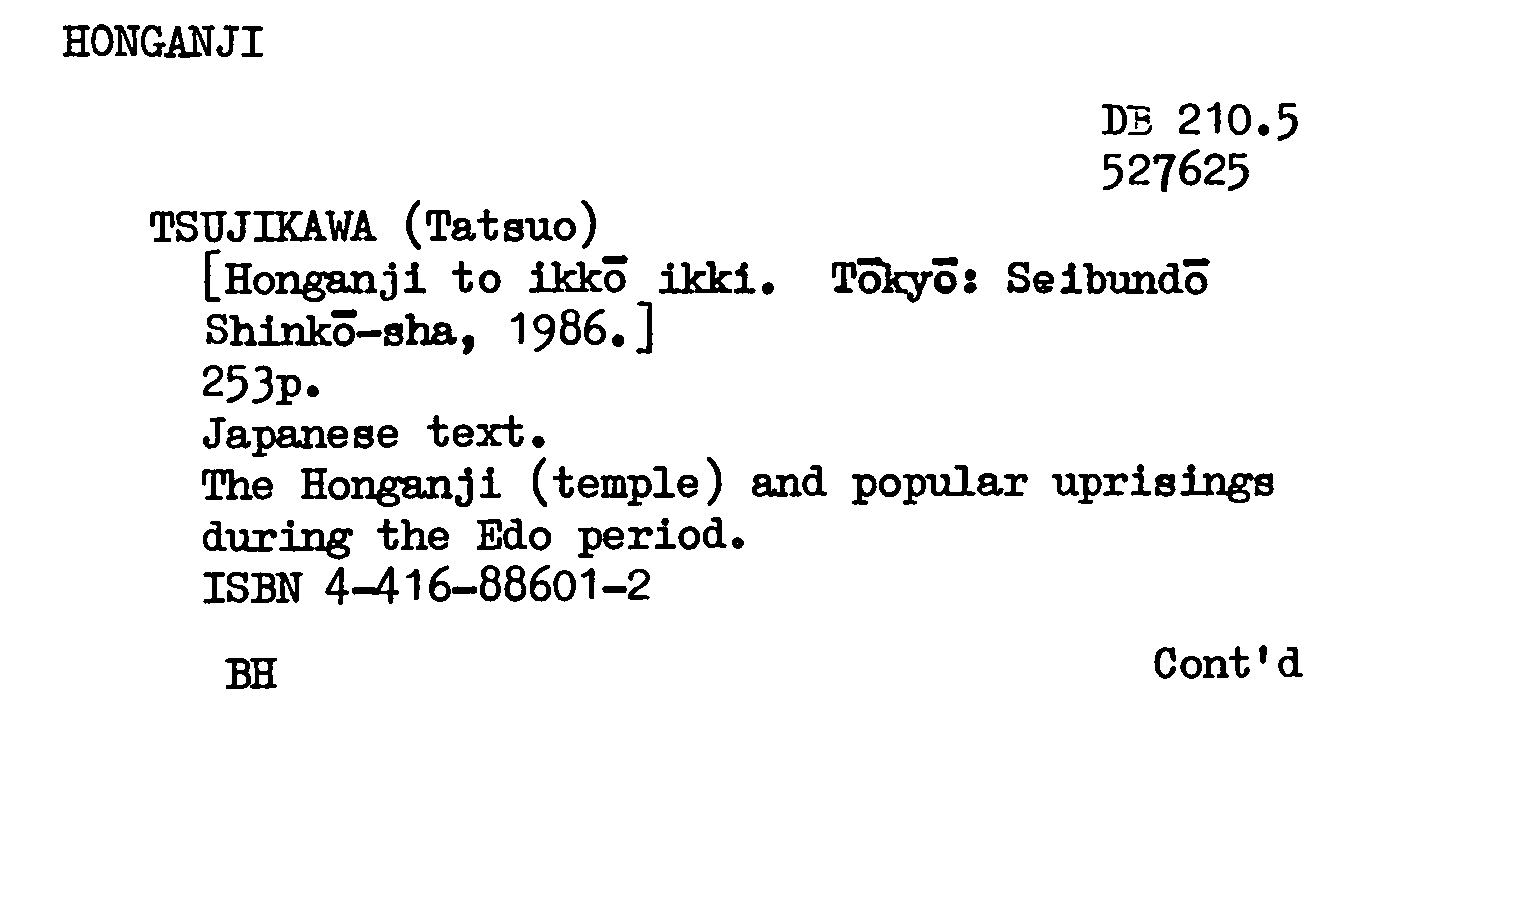 HONGANJI
DB 210.5
527625
TSUJIKAWA (Tatsuo)
[Honganji to ikkō ikki. Tōkyō: Seibundō
Shinkō-sha, 1986.]
253p.
Japanese text.
The Honganji (temple) and popular uprisings
during the Edo period.
ISBN 4-416-88601-2
BH
Cont'd